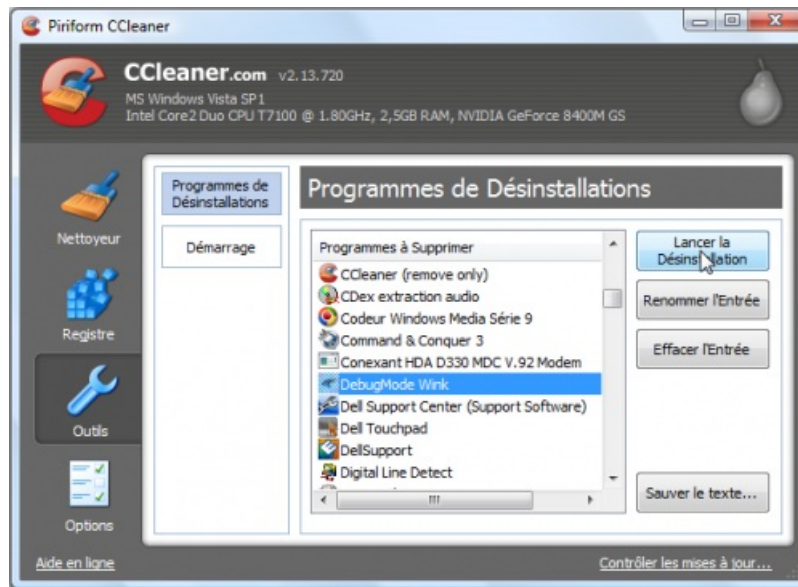 Piriform CCleaner
CCleaner.com v2.13.720
MS Windows Vista SP1
Intel Core2 Duo CPU T7100 @ 1.80GHz, 2,5GB RAM, NVIDIA GeForce 8400M GS
Nettoyeur
Registre
Outils
Options
Programmes de
Désinstallations
Démarrage
Programmes de Désinstallations
Programmes à Supprimer
CCleaner (remove only)
CDex extraction audio
Codeur Windows Media Série 9
Command & Conquer 3
Conexant HDA D330 MDC V.92 Modem
DebugMode Wink
Dell Support Center (Support Software)
Dell Touchpad
DellSupport
Digital Line Detect
Lancer la
Désinstallation
Renommer l'Entrée
Effacer l'Entrée
Sauver le texte...
Aide en ligne
Contrôler les mises à jour...